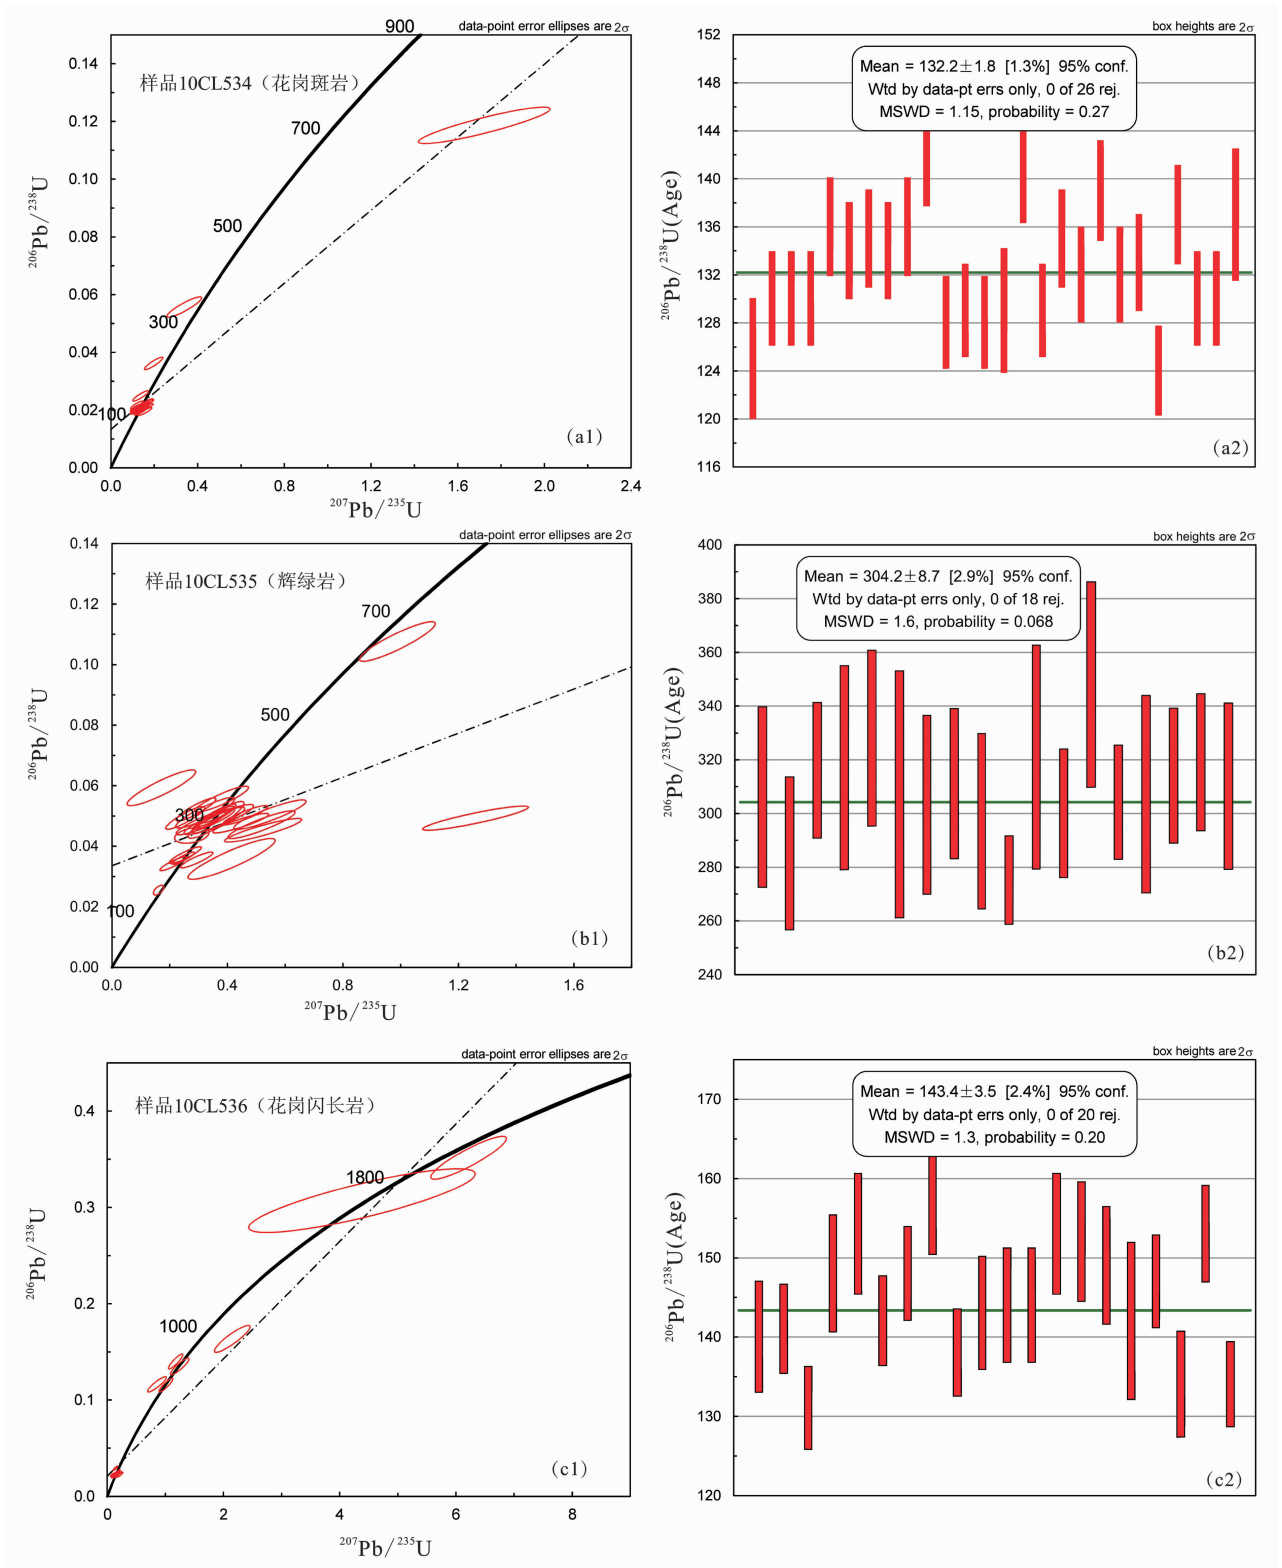 data-point error ellipses are 2σ
样品10CL534（花岗斑岩）
900
700
500
300
100
0.14
0.12
0.10
0.08
0.06
0.04
0.02
0.00
0.0 0.4 0.8 1.2 1.6 2.0 2.4
²⁰⁶Pb/²³⁸U
²⁰⁷Pb/²³⁵U
(a1)
box heights are 2σ
Mean = 132.2±1.8 [1.3%] 95% conf.
Wtd by data-pt errs only, 0 of 26 rej.
MSWD = 1.15, probability = 0.27
152
148
144
140
136
132
128
124
120
116
²⁰⁶Pb/²³⁸U(Age)
(a2)
data-point error ellipses are 2σ
样品10CL535（辉绿岩）
700
500
300
100
0.14
0.12
0.10
0.08
0.06
0.04
0.02
0.00
0.0 0.4 0.8 1.2 1.6
²⁰⁶Pb/²³⁸U
²⁰⁷Pb/²³⁵U
(b1)
box heights are 2σ
Mean = 304.2±8.7 [2.9%] 95% conf.
Wtd by data-pt errs only, 0 of 18 rej.
MSWD = 1.6, probability = 0.068
400
380
360
340
320
300
280
260
240
²⁰⁶Pb/²³⁸U(Age)
(b2)
data-point error ellipses are 2σ
样品10CL536（花岗闪长岩）
1800
1000
0.4
0.3
0.2
0.1
0.0
0 2 4 6 8
²⁰⁶Pb/²³⁸U
²⁰⁷Pb/²³⁵U
(c1)
box heights are 2σ
Mean = 143.4±3.5 [2.4%] 95% conf.
Wtd by data-pt errs only, 0 of 20 rej.
MSWD = 1.3, probability = 0.20
170
160
150
140
130
120
²⁰⁶Pb/²³⁸U(Age)
(c2)